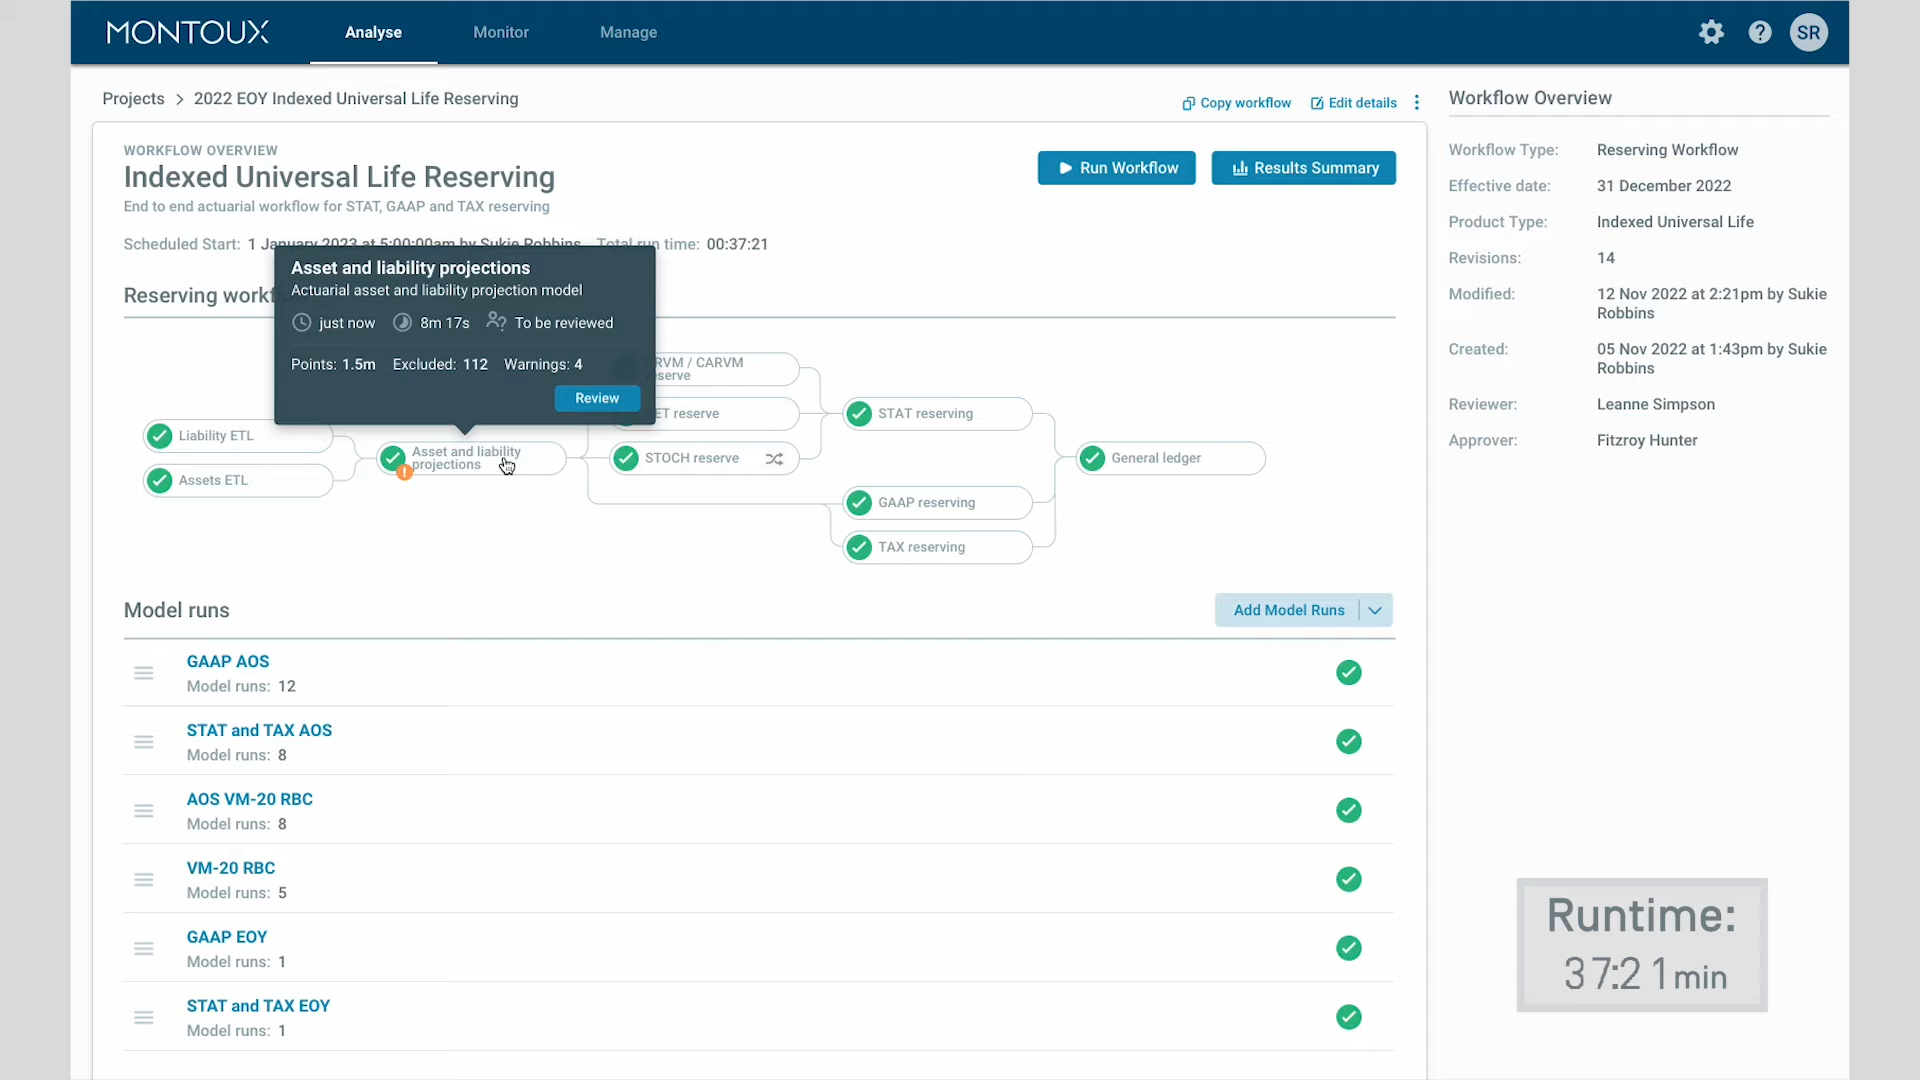 MONTOUX
Analyse
Monitor
Manage
SR
Projects > 2022 EOY Indexed Universal Life Reserving
Copy workflow
Edit details
WORKFLOW OVERVIEW
Indexed Universal Life Reserving
End to end actuarial workflow for STAT, GAAP and TAX reserving
Run Workflow
Results Summary
Scheduled Start: 1 January 2023 at 5:00:00am by Sukie Robbins
run time: 00:37:21
Reserving
Asset and liability projections
Actuarial asset and liability projection model
just now
8m 17s
To be reviewed
Points: 1.5m
Excluded: 112
Warnings: 4
Review
CARVM
reserve
Liability ETL
Assets ETL
Asset and liability
projections
STOCH reserve
STAT reserving
GAAP reserving
TAX reserving
General ledger
Model runs
Add Model Runs
GAAP AOS
Model runs: 12
STAT and TAX AOS
Model runs: 8
AOS VM-20 RBC
Model runs: 8
VM-20 RBC
Model runs: 5
GAAP EOY
Model runs: 1
STAT and TAX EOY
Model runs: 1
Workflow Overview
Workflow Type: Reserving Workflow
Effective date: 31 December 2022
Product Type: Indexed Universal Life
Revisions: 14
Modified: 12 Nov 2022 at 2:21pm by Sukie
Robbins
Created: 05 Nov 2022 at 1:43pm by Sukie
Robbins
Reviewer: Leanne Simpson
Approver: Fitzroy Hunter
Runtime:
37:21min